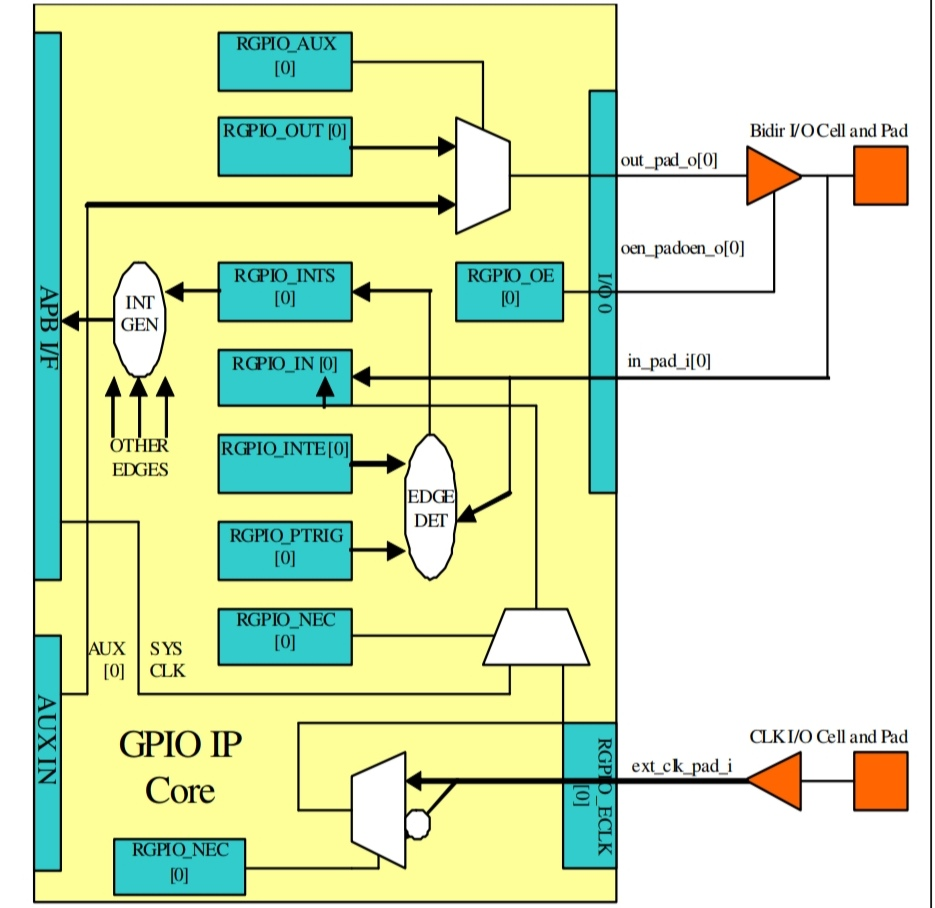 RGPIO_AUX
[0]
RGPIO_OUT [0]
Bidir I/O Cell and Pad
out_pad_o[0]
oen_padoen_o[0]
RGPIO_OE
[0]
I/O 0
RGPIO_INTS
[0]
INT
GEN
APB I/F
RGPIO_IN [0]
in_pad_i[0]
OTHER
EDGES
RGPIO_INTE [0]
EDGE
DET
RGPIO_PTRIG
[0]
RGPIO_NEC
[0]
AUX
[0]
SYS
CLK
AUX IN
GPIO IP
Core
CLK I/O Cell and Pad
ext_clk_pad_i
RGPIO_ECLK
[0]
RGPIO_NEC
[0]